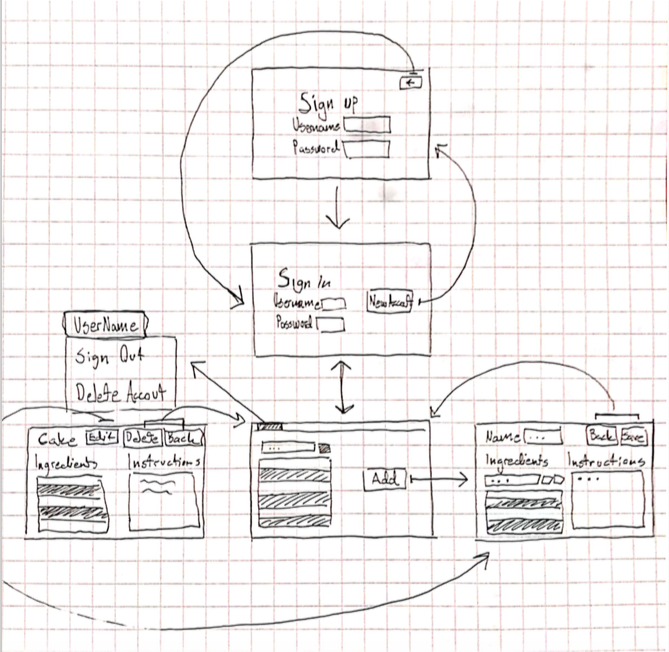 ←
Sign up
Username
Password
Sign in
Username
Password
New Accaft
UserName
Sign Out
Delete Accout
Cake
Edit
Delete
Back
Ingredients
Instructions
...
Add
Name ...
Back
Save
Ingredients
Instructions
...
...